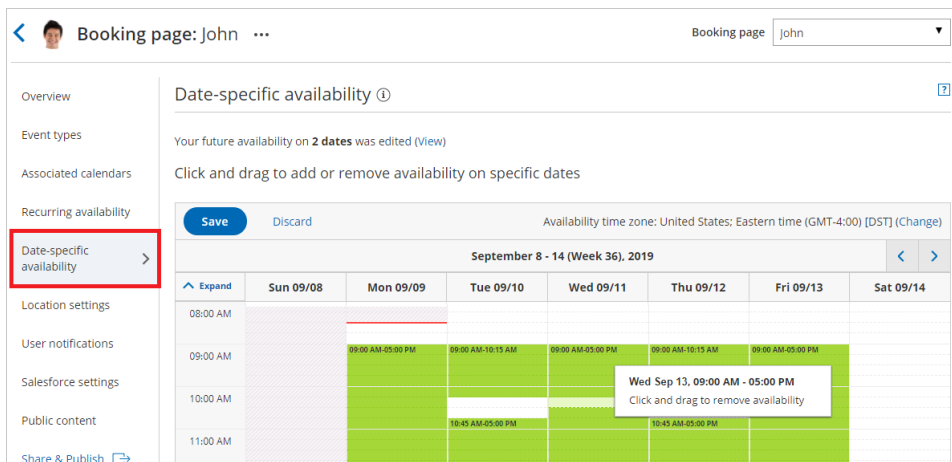 Booking page: John ...
Booking page John
Overview
Event types
Associated calendars
Recurring availability
Date-specific
availability
Location settings
User notifications
Salesforce settings
Public content
Share & Publish
Date-specific availability
?
Your future availability on 2 dates was edited (View)
Click and drag to add or remove availability on specific dates
Save Discard Availability time zone: United States; Eastern time (GMT-4:00) [DST] (Change)
September 8 - 14 (Week 36), 2019
Expand Sun 09/08 Mon 09/09 Tue 09/10 Wed 09/11 Thu 09/12 Fri 09/13 Sat 09/14
08:00 AM
09:00 AM 09:00 AM-05:00 PM 09:00 AM-10:15 AM 09:00 AM-05:00 PM 09:00 AM-10:15 AM 09:00 AM-05:00 PM
Wed Sep 13, 09:00 AM - 05:00 PM
Click and drag to remove availability
10:00 AM
10:45 AM-05:00 PM 10:45 AM-05:00 PM
11:00 AM